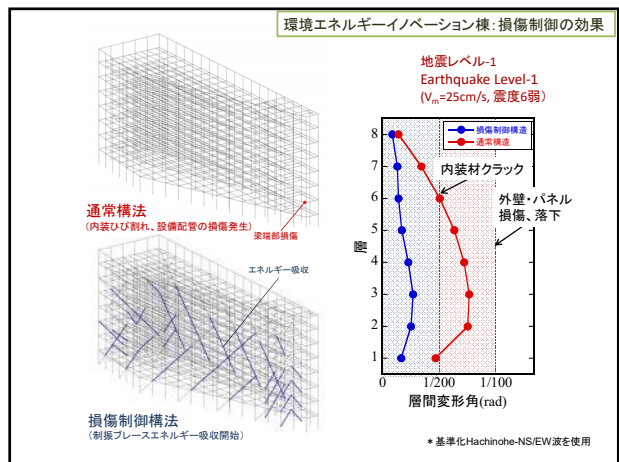 環境エネルギーイノベーション棟：損傷制御の効果
地震レベル-1
Earthquake Level-1
(Vm=25cm/s, 震度6弱)
通常構法
(内装ひび割れ、設備配管の損傷発生)
梁端部損傷
エネルギー吸収
損傷制御構法
(制振ブレースエネルギー吸収開始)
損傷制御構造
通常構造
内装材クラック
外壁・パネル
損傷、落下
層
8
7
6
5
4
3
2
1
0
1/200
1/100
層間変形角(rad)
＊基準化Hachinohe-NS/EW波を使用